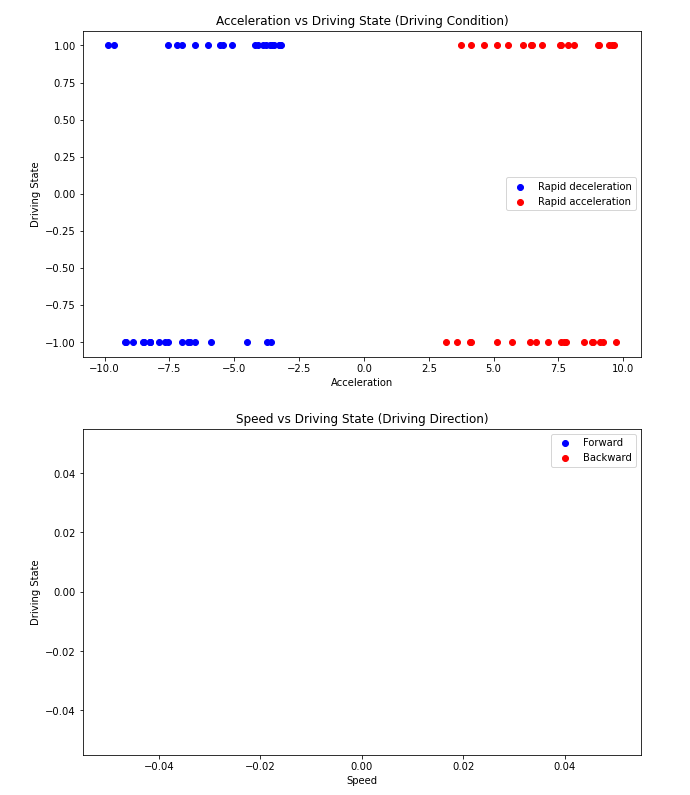 Acceleration vs Driving State (Driving Condition)
1.00
0.75
0.50
0.25
0.00
−0.25
−0.50
−0.75
−1.00
Driving State
Rapid deceleration
Rapid acceleration
−10.0 −7.5 −5.0 −2.5 0.0 2.5 5.0 7.5 10.0
Acceleration
Speed vs Driving State (Driving Direction)
0.04
0.02
0.00
−0.02
−0.04
Driving State
Forward
Backward
−0.04 −0.02 0.00 0.02 0.04
Speed